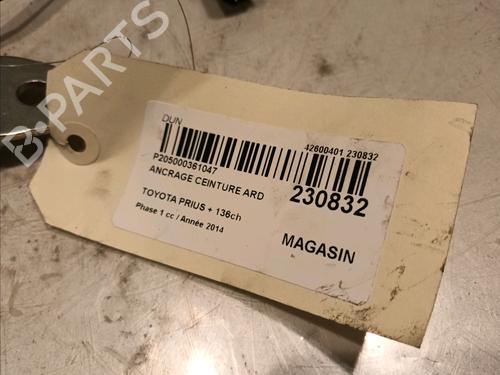 B-PARTS
DUN
42600401 230832
P205000361047
ANCRAGE CEINTURE ARD
230832
TOYOTA PRIUS + 136ch
Phase 1 cc / Année 2014
MAGASIN